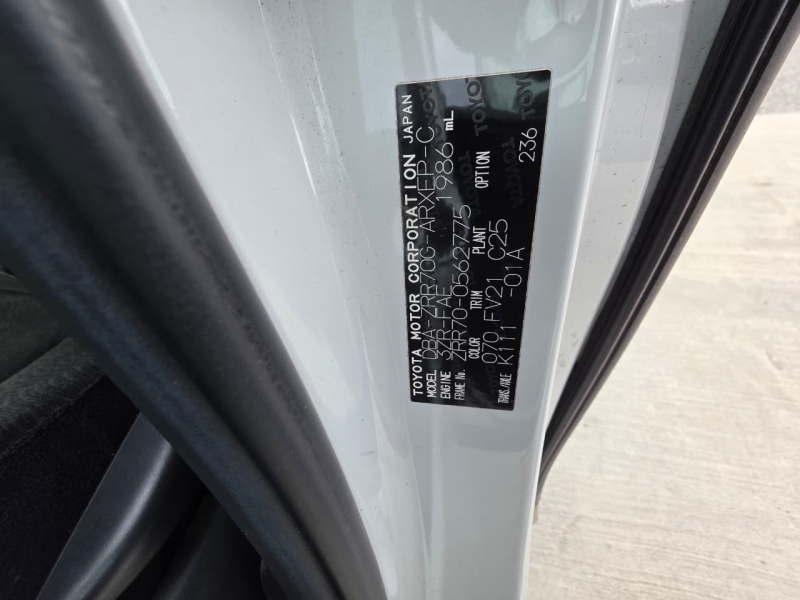 TOYOTA MOTOR CORPORATION JAPAN
MODEL DBA-ZRR70G-ARXEP-C
ENGINE 3ZR-FAE 1986 mL
FRAME No. ZRR70-0562775
COLOR TRIM PLANT OPTION
070 FV21 C25 236
TRANS./AXLE K111 -01A